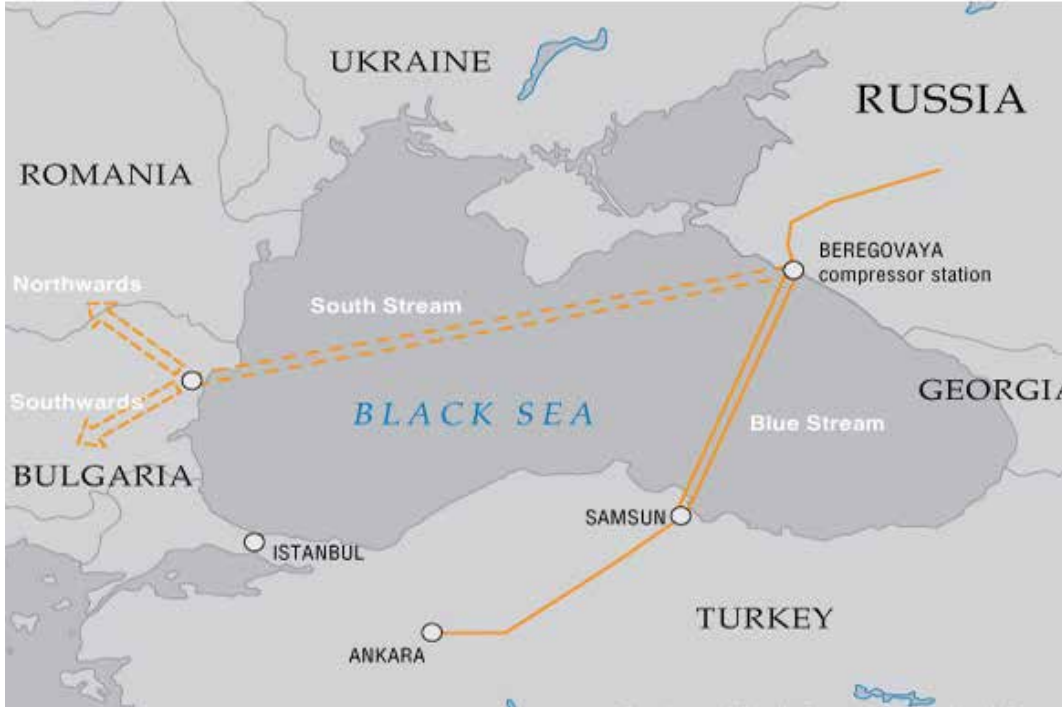 UKRAINE
RUSSIA
ROMANIA
BEREGOVAYA
compressor station
Northwards
South Stream
GEORGIA
Southwards
BLACK SEA
Blue Stream
BULGARIA
SAMSUN
ISTANBUL
TURKEY
ANKARA